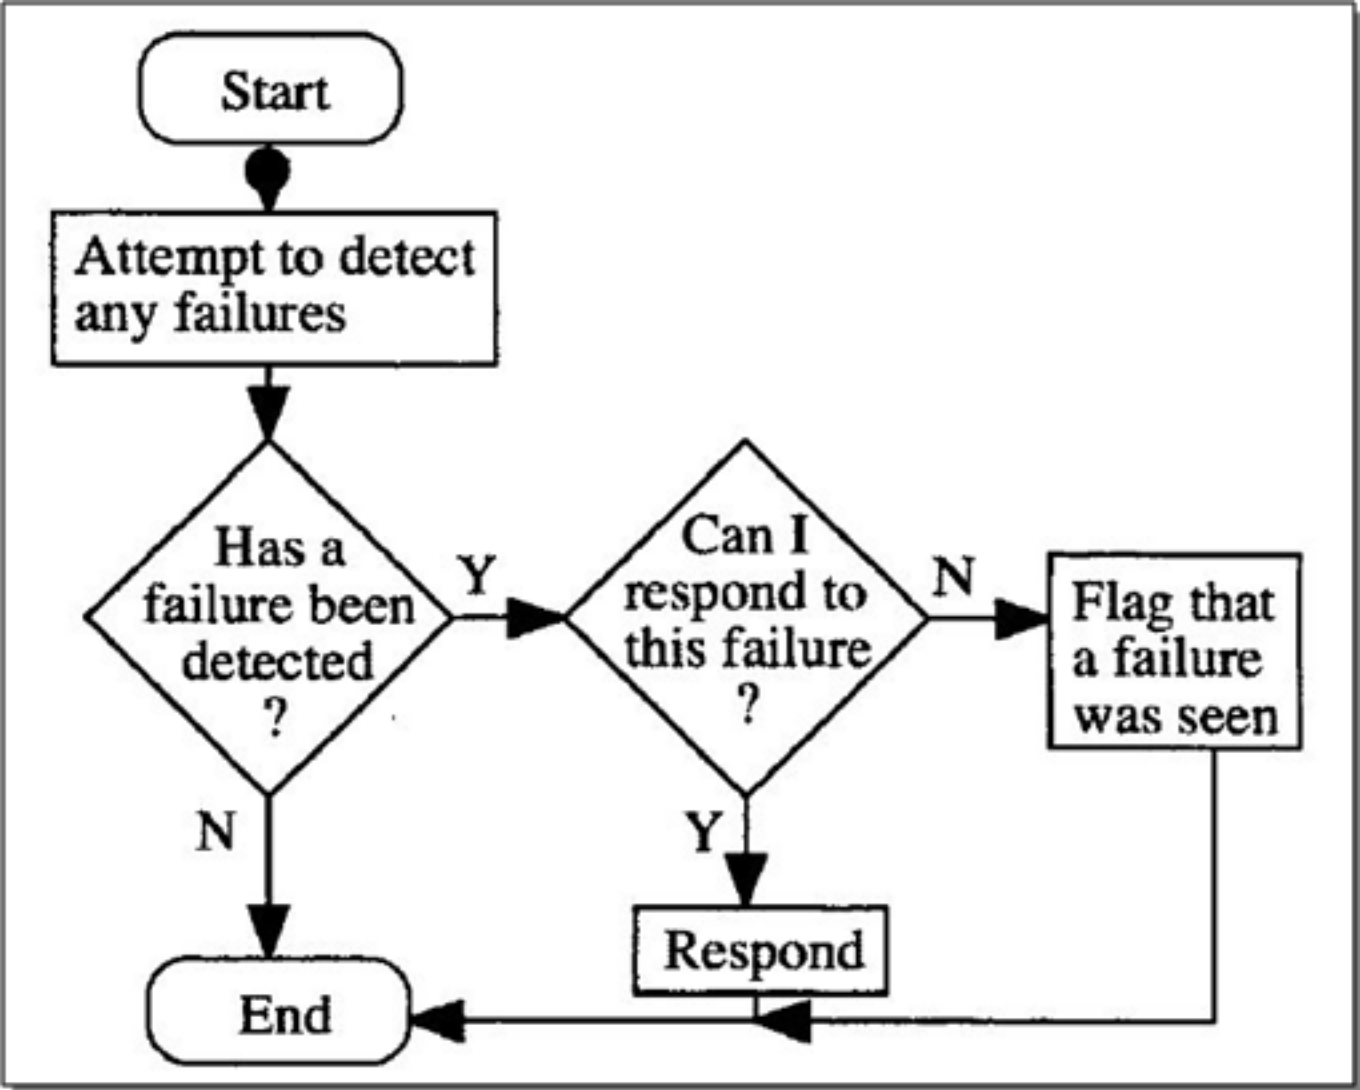 Start
Attempt to detect
any failures
Has a
failure been
detected
?
Y
Can I
respond to
this failure
?
N
Flag that
a failure
was seen
N
Y
Respond
End